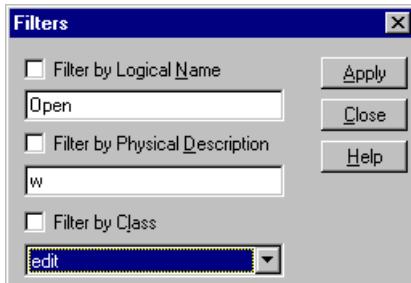 Filters
Filter by Logical Name
Apply
Open
Close
Filter by Physical Description
Help
w
Filter by Class
edit